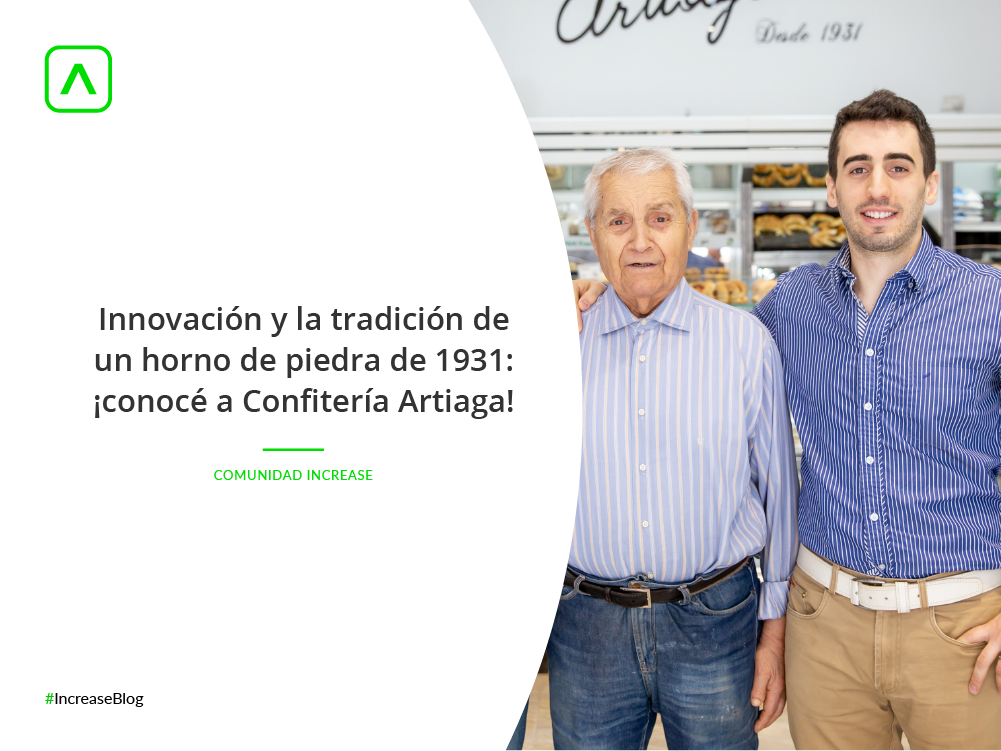 Desde 1931
Innovación y la tradición de
un horno de piedra de 1931:
¡conocé a Confitería Artiaga!
COMUNIDAD INCREASE
#IncreaseBlog